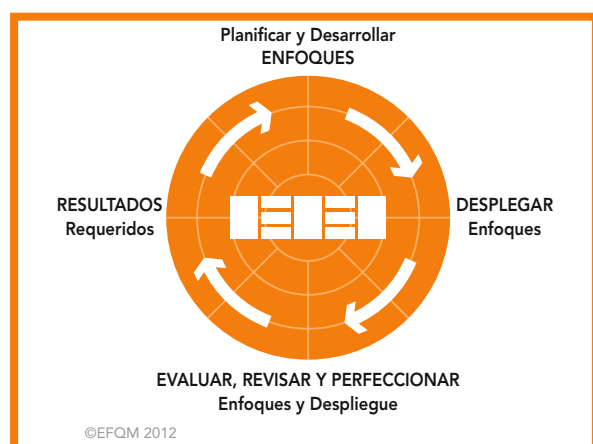 Planificar y Desarrollar
ENFOQUES
RESULTADOS
Requeridos
DESPLEGAR
Enfoques
EVALUAR, REVISAR Y PERFECCIONAR
Enfoques y Despliegue
©EFQM 2012